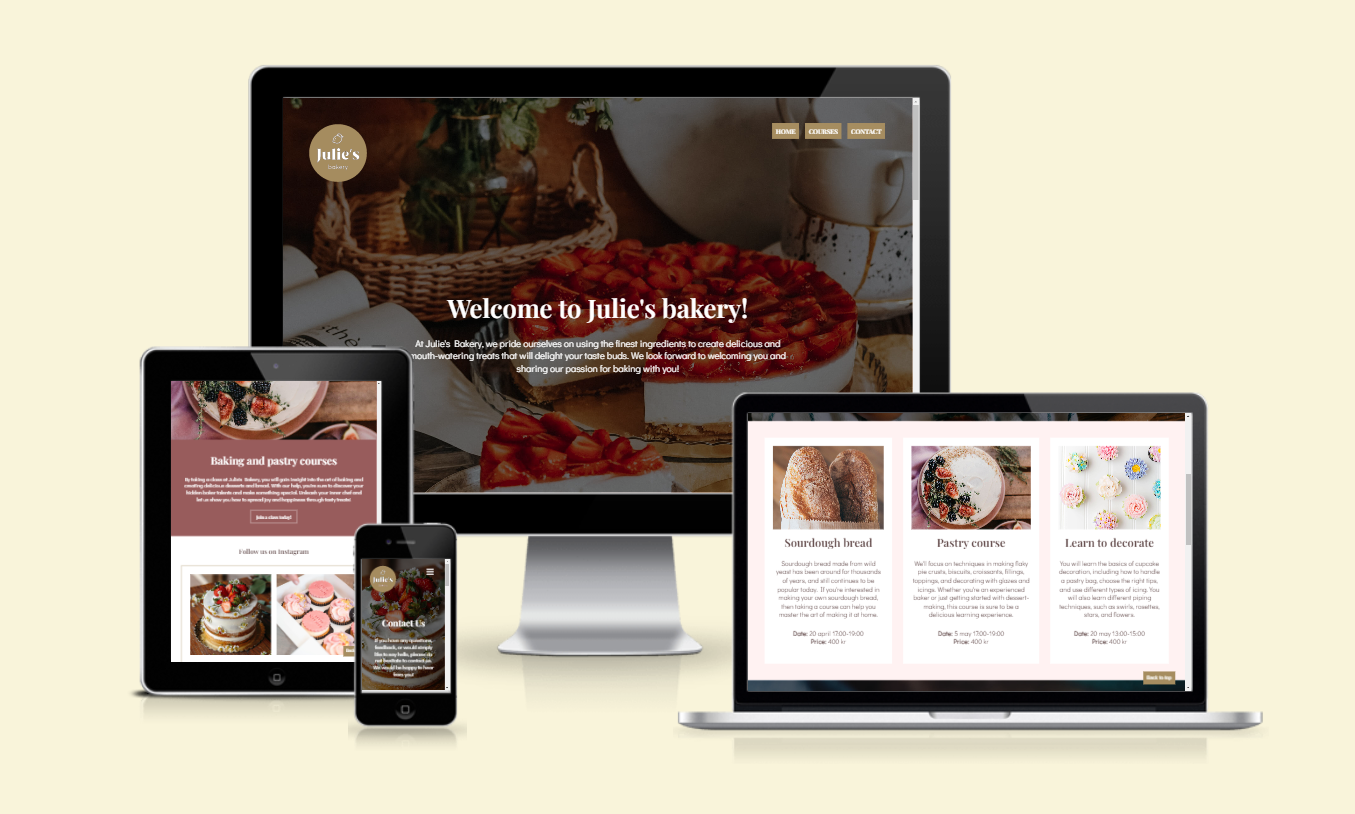 Julie's
bakery
HOME
COURSES
CONTACT
Welcome to Julie's bakery!
At Julie's Bakery, we pride ourselves on using the finest ingredients to create delicious and
mouth-watering treats that will delight your taste buds. We look forward to welcoming you and
sharing our passion for baking with you!
Baking and pastry courses
By taking a class at Julie's Bakery, you will gain insight into the art of baking and
creating delicious desserts and bread. With our help, you're sure to discover your
hidden baker talents and make something special. Unleash your inner chef and
let us show you how to spread joy and happiness through tasty treats!
Join a class today!
Follow us on Instagram
Julie's
Contact Us
If you have any questions,
feedback, or would simply
like to say hello, please do
not hesitate to contact us.
We would be happy to hear
from you!
Sourdough bread
Sourdough bread made from wild
yeast has been around for thousands
of years, and still continues to be
popular today. If you're interested in
making your own sourdough bread,
then taking a course can help you
master the art of making it at home.
Date: 20 april 17:00-19:00
Price: 400 kr
Pastry course
We'll focus on techniques in making flaky
pie crusts, biscuits, croissants, fillings,
toppings, and decorating with glazes and
icings. Whether you're an experienced
baker or just getting started with dessert-
making, this course is sure to be a
delicious learning experience.
Date: 5 may 17:00-19:00
Price: 400 kr
Learn to decorate
You will learn the basics of cupcake
decoration, including how to handle
a pastry bag, choose the right tips,
and use different types of icing. You
will also learn different piping
techniques, such as swirls, rosettes,
stars, and flowers.
Date: 20 may 13:00-15:00
Price: 400 kr
Back to top